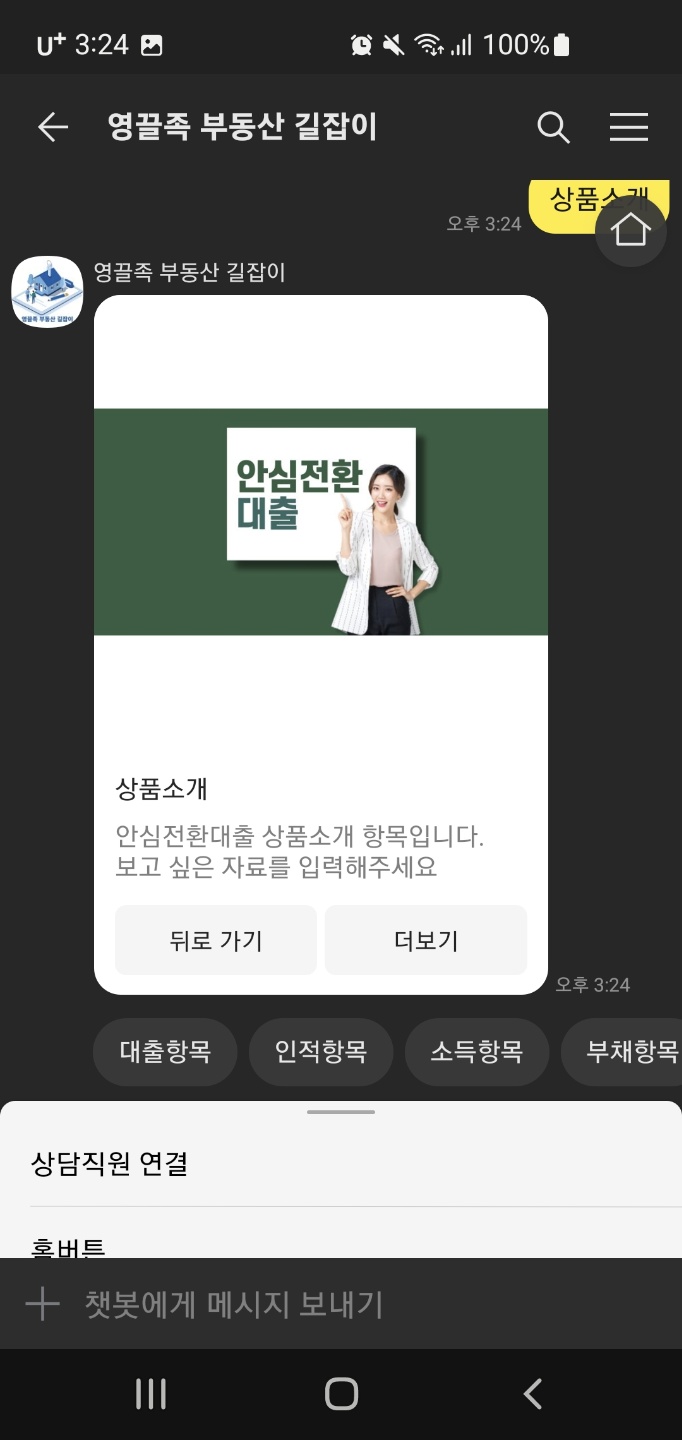 U+ 3:24 100%
영끌족 부동산 길잡이
상품소개
오후 3:24
영끌족 부동산 길잡이
영끌족 부동산 길잡이
안심전환
대출
상품소개
안심전환대출 상품소개 항목입니다.
보고 싶은 자료를 입력해주세요
뒤로 가기 더보기
오후 3:24
대출항목 인적항목 소득항목 부채항목
상담직원 연결
홈버튼
챗봇에게 메시지 보내기